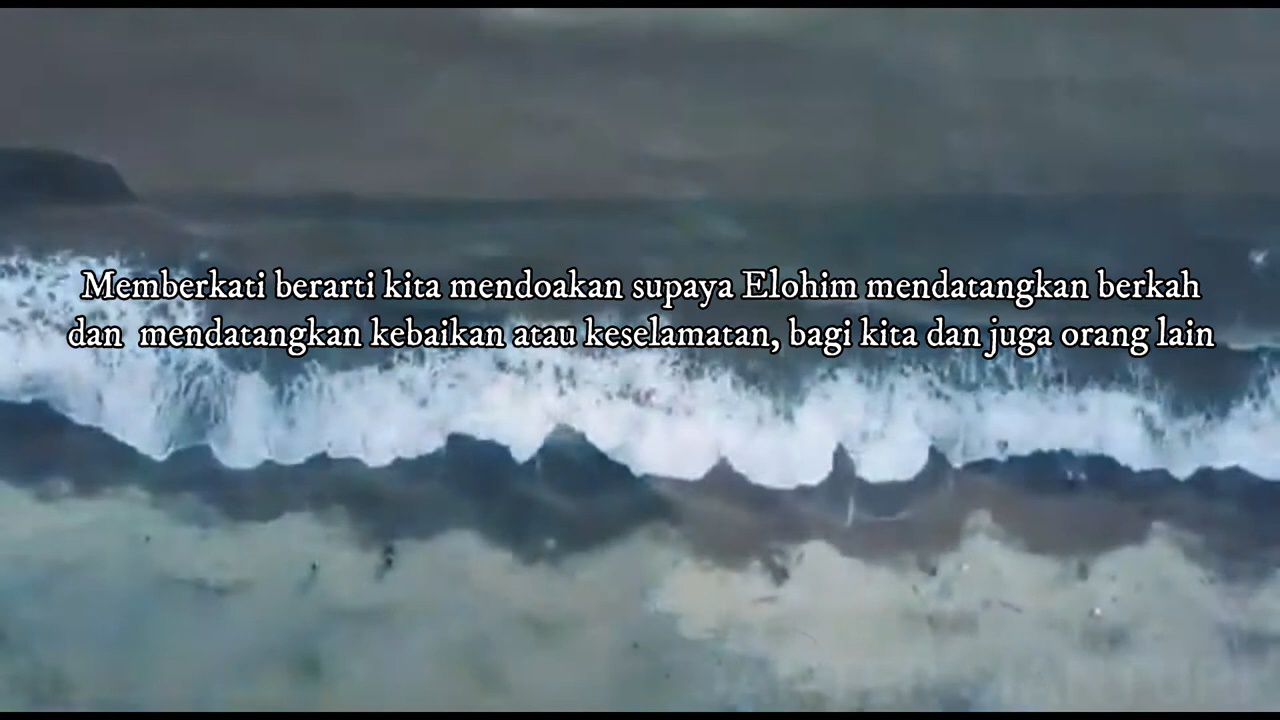 Memberkati berarti kita mendoakan supaya Elohim mendatangkan berkah
dan mendatangkan kebaikan atau keselamatan, bagi kita dan juga orang lain